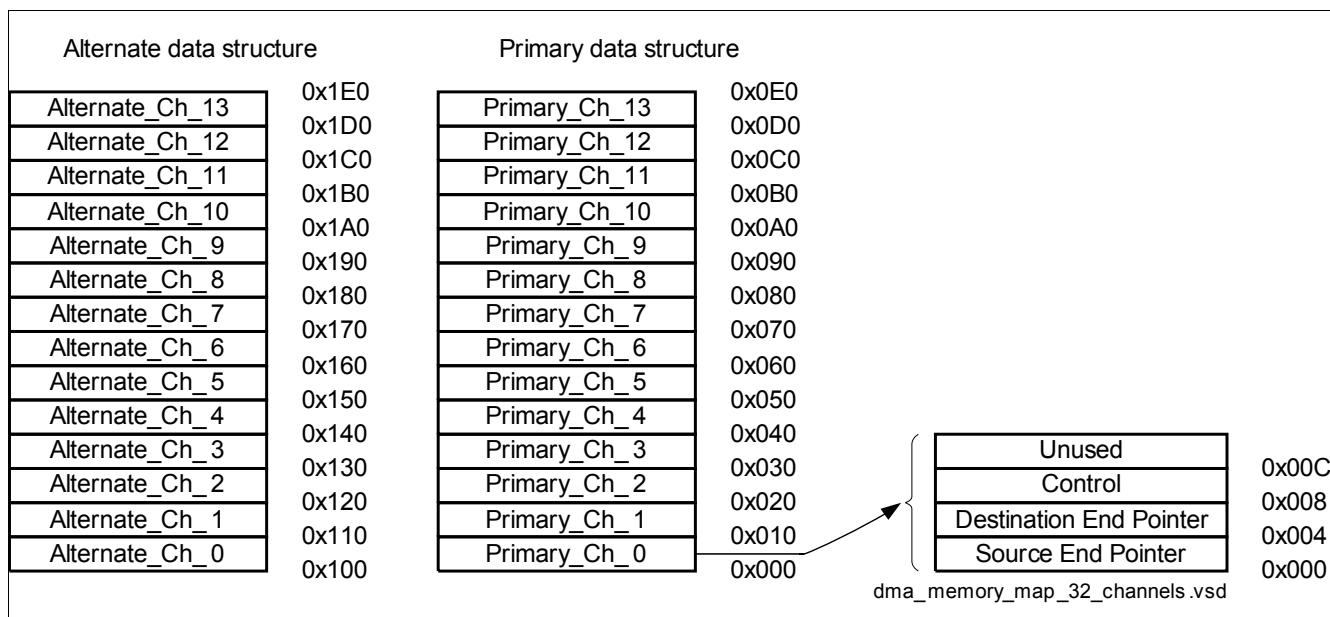 Alternate data structure Primary data structure
0x1E0 0x0E0
Alternate_Ch_13 Primary_Ch_13
0x1D0 0x0D0
Alternate_Ch_12 Primary_Ch_12
0x1C0 0x0C0
Alternate_Ch_11 Primary_Ch_11
0x1B0 0x0B0
Alternate_Ch_10 Primary_Ch_10
0x1A0 0x0A0
Alternate_Ch_9 Primary_Ch_9
0x190 0x090
Alternate_Ch_8 Primary_Ch_8
0x180 0x080
Alternate_Ch_7 Primary_Ch_7
0x170 0x070
Alternate_Ch_6 Primary_Ch_6
0x160 0x060
Alternate_Ch_5 Primary_Ch_5
0x150 0x050
Alternate_Ch_4 Primary_Ch_4
0x140 0x040
Alternate_Ch_3 Primary_Ch_3 Unused
0x130 0x030 0x00C
Alternate_Ch_2 Primary_Ch_2 Control
0x120 0x020 0x008
Alternate_Ch_1 Primary_Ch_1 Destination End Pointer
0x110 0x010 0x004
Alternate_Ch_0 Primary_Ch_0 Source End Pointer
0x100 0x000 0x000
dma_memory_map_32_channels.vsd